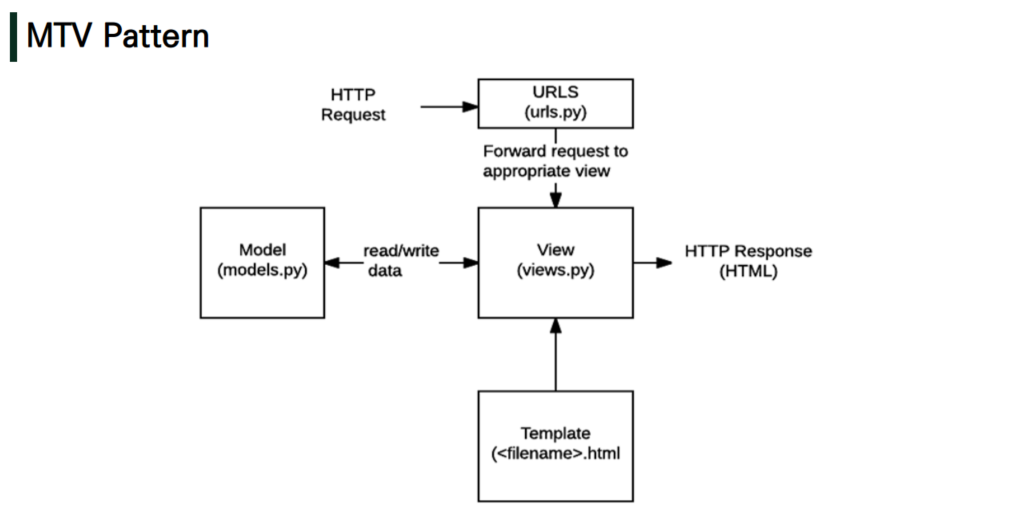 MTV Pattern
HTTP
Request
URLS
(urls.py)
Forward request to
appropriate view
Model
(models.py)
read/write
data
View
(views.py)
HTTP Response
(HTML)
Template
(<filename>.html